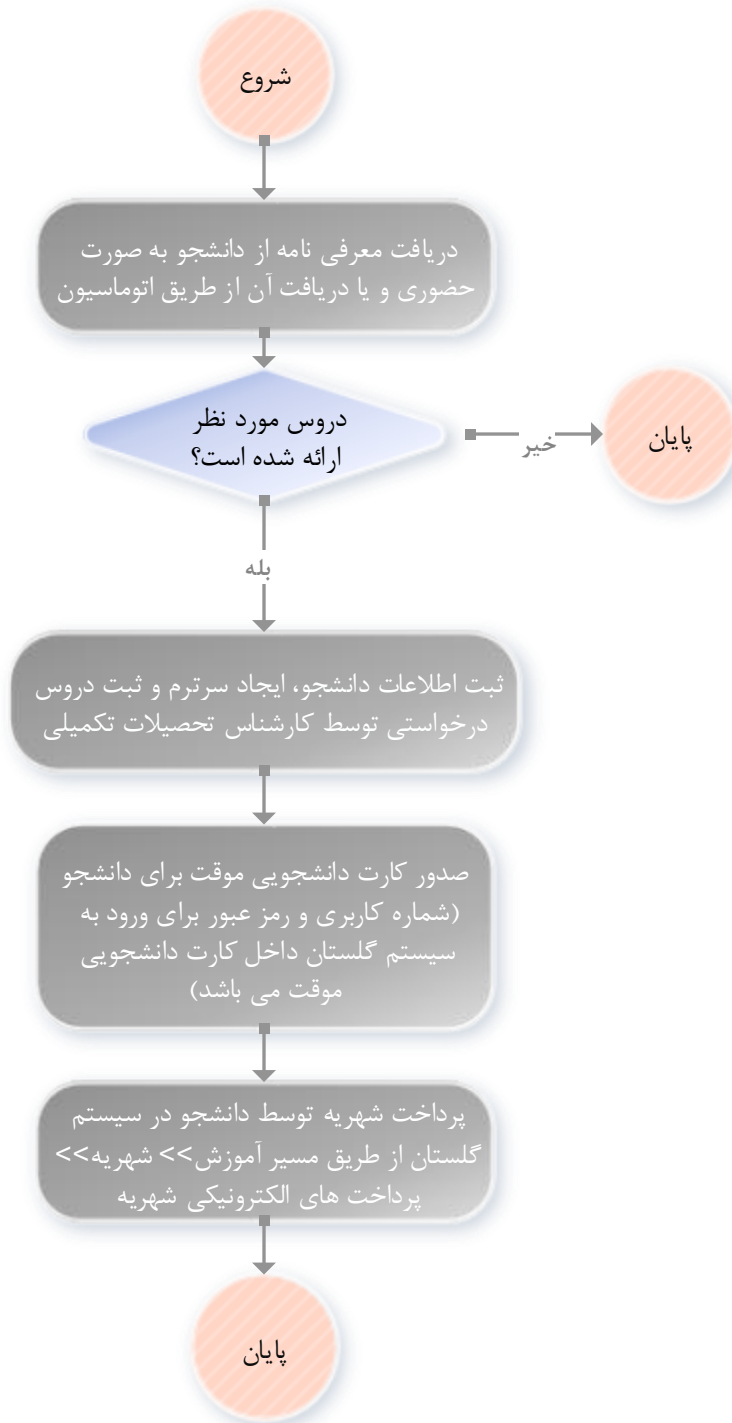 شروع
دریافت معرفی نامه از دانشجو به صورت
حضوری و یا دریافت آن از طریق اتوماسیون
دروس مورد نظر
ارائه شده است؟
خیر
پایان
بله
ثبت اطلاعات دانشجو، ایجاد سرترم و ثبت دروس
درخواستی توسط کارشناس تحصیلات تکمیلی
صدور کارت دانشجویی موقت برای دانشجو
(شماره کاربری و رمز عبور برای ورود به
سیستم گلستان داخل کارت دانشجویی
موقت می باشد)
پرداخت شهریه توسط دانشجو در سیستم
گلستان از طریق مسیر آموزش>> شهریه>>
پرداخت های الکترونیکی شهریه
پایان